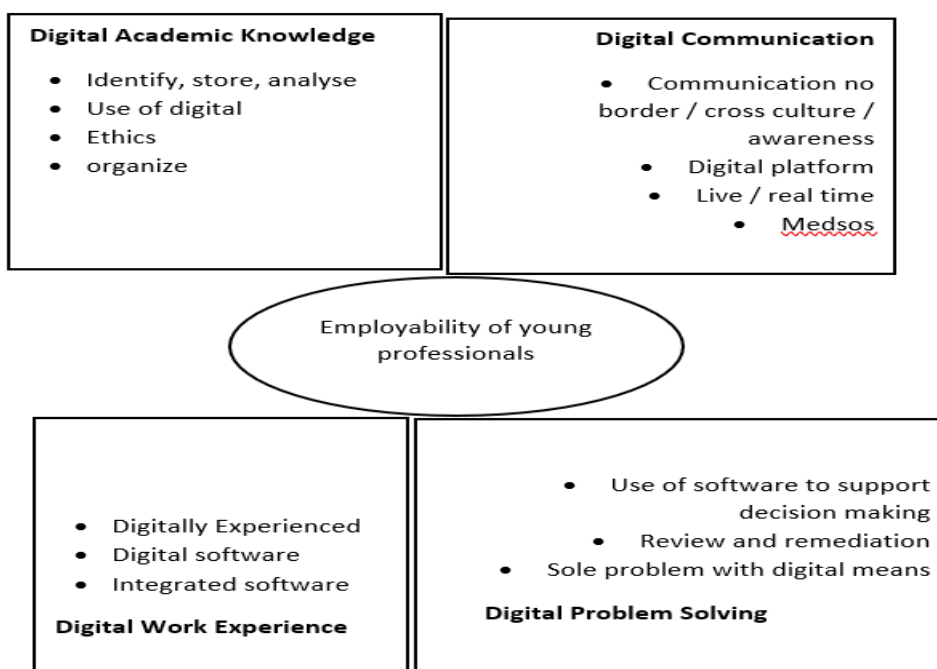 Digital Academic Knowledge
• Identify, store, analyse
• Use of digital
• Ethics
• organize
Digital Communication
• Communication no
border / cross culture /
awareness
• Digital platform
• Live / real time
• Medsos
Employability of young
professionals
• Digitally Experienced
• Digital software
• Integrated software
Digital Work Experience
• Use of software to support
decision making
• Review and remediation
• Sole problem with digital means
Digital Problem Solving